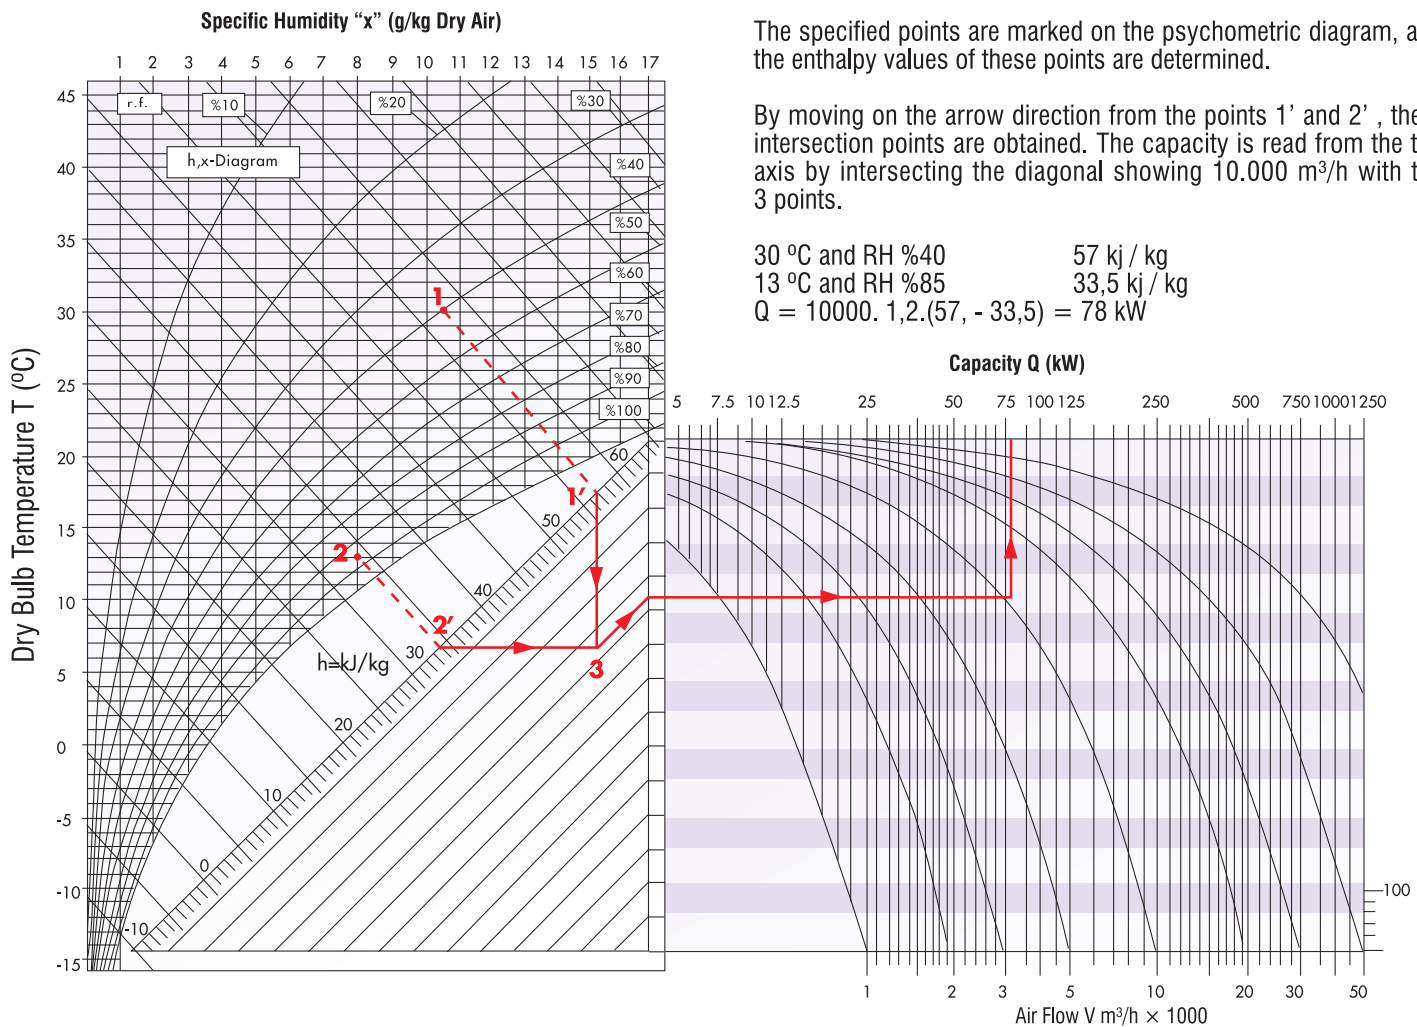 Specific Humidity “x” (g/kg Dry Air)
1 2 3 4 5 6 7 8 9 10 11 12 13 14 15 16 17
45
40
35
30
25
20
15
10
5
0
-5
-10
-15
Dry Bulb Temperature T (ºC)
r.f.
%10
%20
%30
h,x-Diagram
%40
%50
%60
%70
%80
%90
%100
1
1’
2
2’
3
60
50
40
30
20
10
0
-10
h=kJ/kg
The specified points are marked on the psychometric diagram, a
the enthalpy values of these points are determined.
By moving on the arrow direction from the points 1’ and 2’ , the
intersection points are obtained. The capacity is read from the t
axis by intersecting the diagonal showing 10.000 m³/h with t
3 points.
30 ºC and RH %40 57 kj / kg
13 ºC and RH %85 33,5 kj / kg
Q = 10000. 1,2.(57, - 33,5) = 78 kW
Capacity Q (kW)
5 7.5 10 12.5 25 50 75 100 125 250 500 750 1000 1250
100
1 2 3 5 10 20 30 50
Air Flow V m³/h × 1000